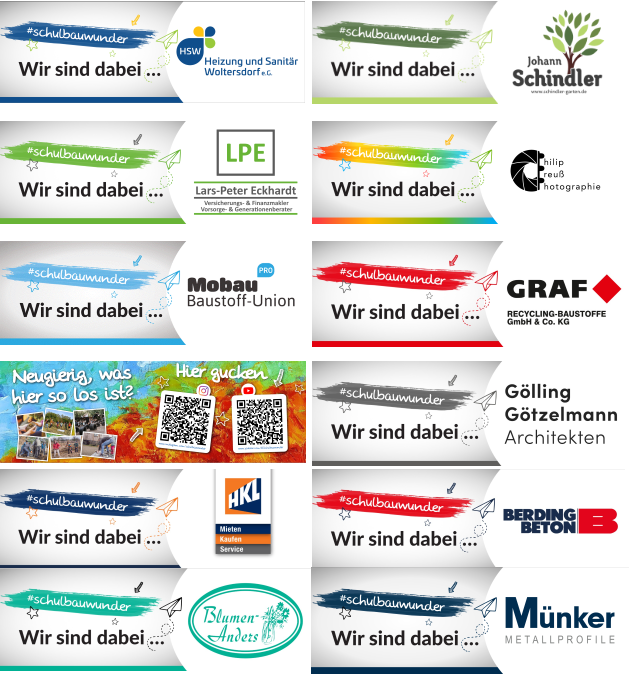 #schulbauwunder
Wir sind dabei ...
HSW
Heizung und Sanitär
Woltersdorf e.G.
#schulbauwunder
Wir sind dabei ...
Johann
Schindler
www.schindler-garten.de
#schulbauwunder
Wir sind dabei ...
LPE
Lars-Peter Eckhardt
Versicherungs- & Finanzmakler
Vorsorge- & Generationenberater
#schulbauwunder
Wir sind dabei ...
hilip
reuß
hotographie
#schulbauwunder
Wir sind dabei ...
PRO
Mobau
Baustoff-Union
#schulbauwunder
Wir sind dabei ...
GRAF
RECYCLING-BAUSTOFFE
GmbH & Co. KG
Neugierig, was
hier so los ist?
Hier gucken
#schulbauwunder
Wir sind dabei ...
Gölling
Götzelmann
Architekten
#schulbauwunder
Wir sind dabei ...
HKL
Mieten
Kaufen
Service
#schulbauwunder
Wir sind dabei ...
BERDING
BETON
B
#schulbauwunder
Wir sind dabei ...
Blumen-
Anders
#schulbauwunder
Wir sind dabei ...
Münker
METALLPROFILE